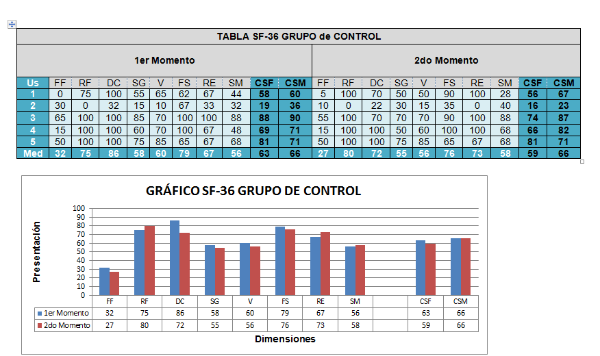 TABLA SF-36 GRUPO de CONTROL
1er Momento 2do Momento
Us FF RF DC SG V FS RE SM CSF CSM FF RF DC SG V FS RE SM CSF CSM
1 0 75 100 55 65 62 67 44 58 60 5 100 100 50 50 90 100 28 56 67
2 30 0 32 15 10 67 33 32 19 36 10 0 22 30 15 35 0 40 16 23
3 65 100 100 85 70 100 100 88 88 90 55 100 70 70 70 90 100 88 74 87
4 15 100 100 60 70 100 67 48 69 71 15 100 100 50 60 100 100 68 66 82
5 50 100 100 75 85 65 67 68 81 71 50 100 100 75 85 65 67 68 81 71
Med 32 75 86 58 60 79 67 56 63 66 27 80 72 55 56 76 73 58 59 66
GRÁFICO SF-36 GRUPO DE CONTROL
Presentación
100
90
80
70
60
50
40
30
20
10
0
FF RF DC SG V FS RE SM CSF CSM
1er Momento 32 75 86 58 60 79 67 56 63 66
2do Momento 27 80 72 55 56 76 73 58 59 66
Dimensiones